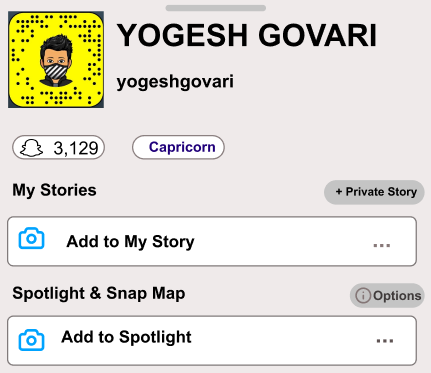 YOGESH GOVARI
yogeshgovari
3,129
Capricorn
My Stories
+ Private Story
Add to My Story
...
Spotlight & Snap Map
Options
Add to Spotlight
...